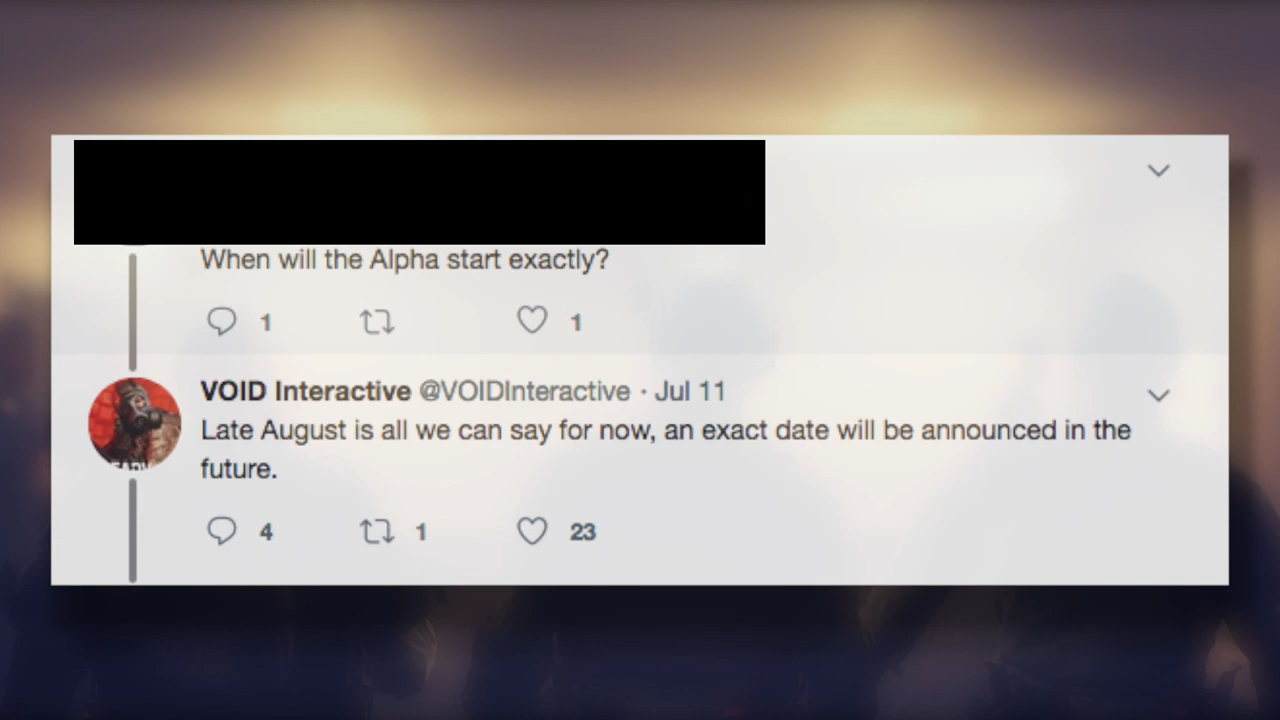 When will the Alpha start exactly?
1
1
VOID Interactive @VOIDInteractive · Jul 11
Late August is all we can say for now, an exact date will be announced in the
future.
4 1 23